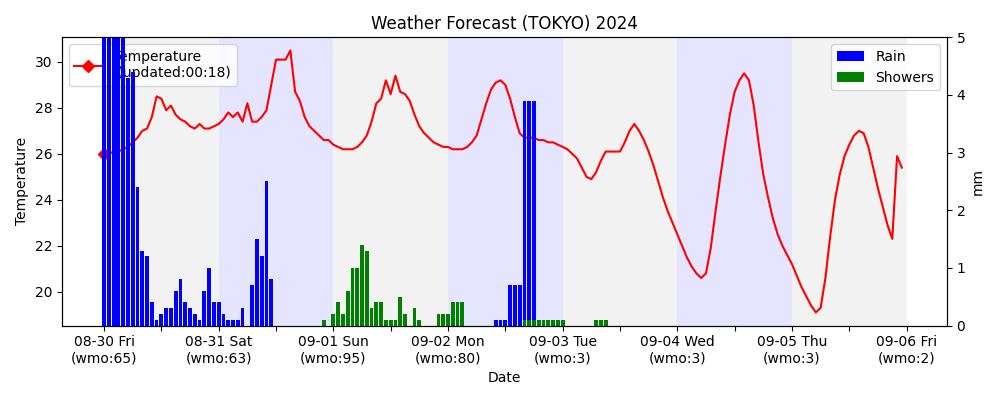 Weather Forecast (TOKYO) 2024
Temperature
(updated:00:18)
Rain
Showers
Temperature
30
28
26
24
22
20
5
4
3
2
1
0
mm
08-30 Fri
(wmo:65)
08-31 Sat
(wmo:63)
09-01 Sun
(wmo:95)
09-02 Mon
(wmo:80)
09-03 Tue
(wmo:3)
09-04 Wed
(wmo:3)
09-05 Thu
(wmo:3)
09-06 Fri
(wmo:2)
Date